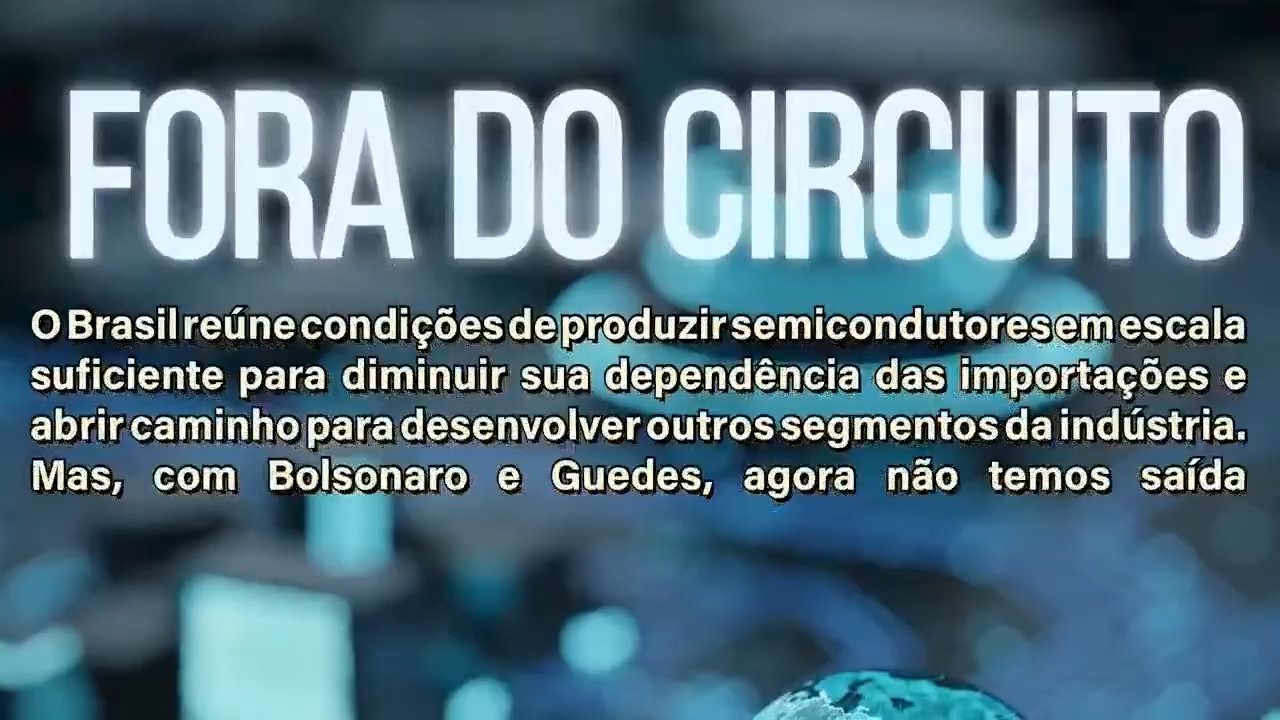 FORA DO CIRCUITO
O Brasil reúne condições de produzir semicondutores em escala
suficiente para diminuir sua dependência das importações e
abrir caminho para desenvolver outros segmentos da indústria.
Mas, com Bolsonaro e Guedes, agora não temos saída